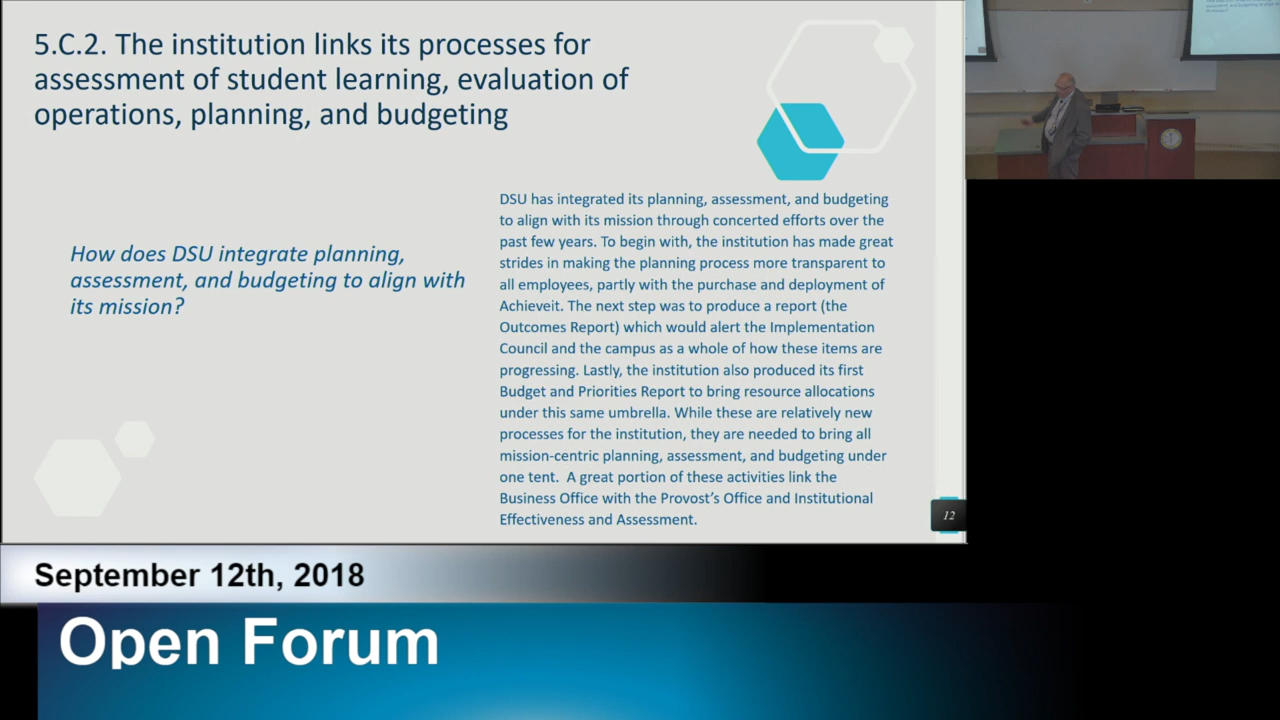 5.C.2. The institution links its processes for
assessment of student learning, evaluation of
operations, planning, and budgeting
How does DSU integrate planning,
assessment, and budgeting to align with
its mission?
DSU has integrated its planning, assessment, and budgeting
to align with its mission through concerted efforts over the
past few years. To begin with, the institution has made great
strides in making the planning process more transparent to
all employees, partly with the purchase and deployment of
Achieveit. The next step was to produce a report (the
Outcomes Report) which would alert the Implementation
Council and the campus as a whole of how these items are
progressing. Lastly, the institution also produced its first
Budget and Priorities Report to bring resource allocations
under this same umbrella. While these are relatively new
processes for the institution, they are needed to bring all
mission-centric planning, assessment, and budgeting under
one tent. A great portion of these activities link the
Business Office with the Provost's Office and Institutional
Effectiveness and Assessment.
12
September 12th, 2018
Open Forum